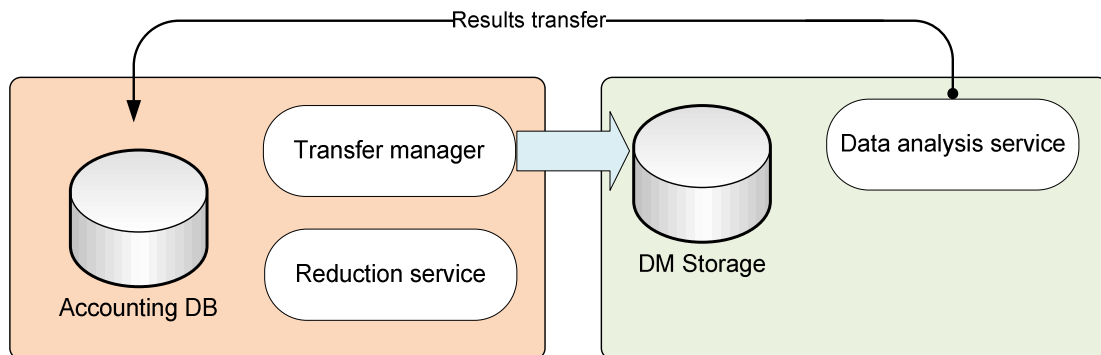 Results transfer
Transfer manager
Data analysis service
Reduction service
DM Storage
Accounting DB